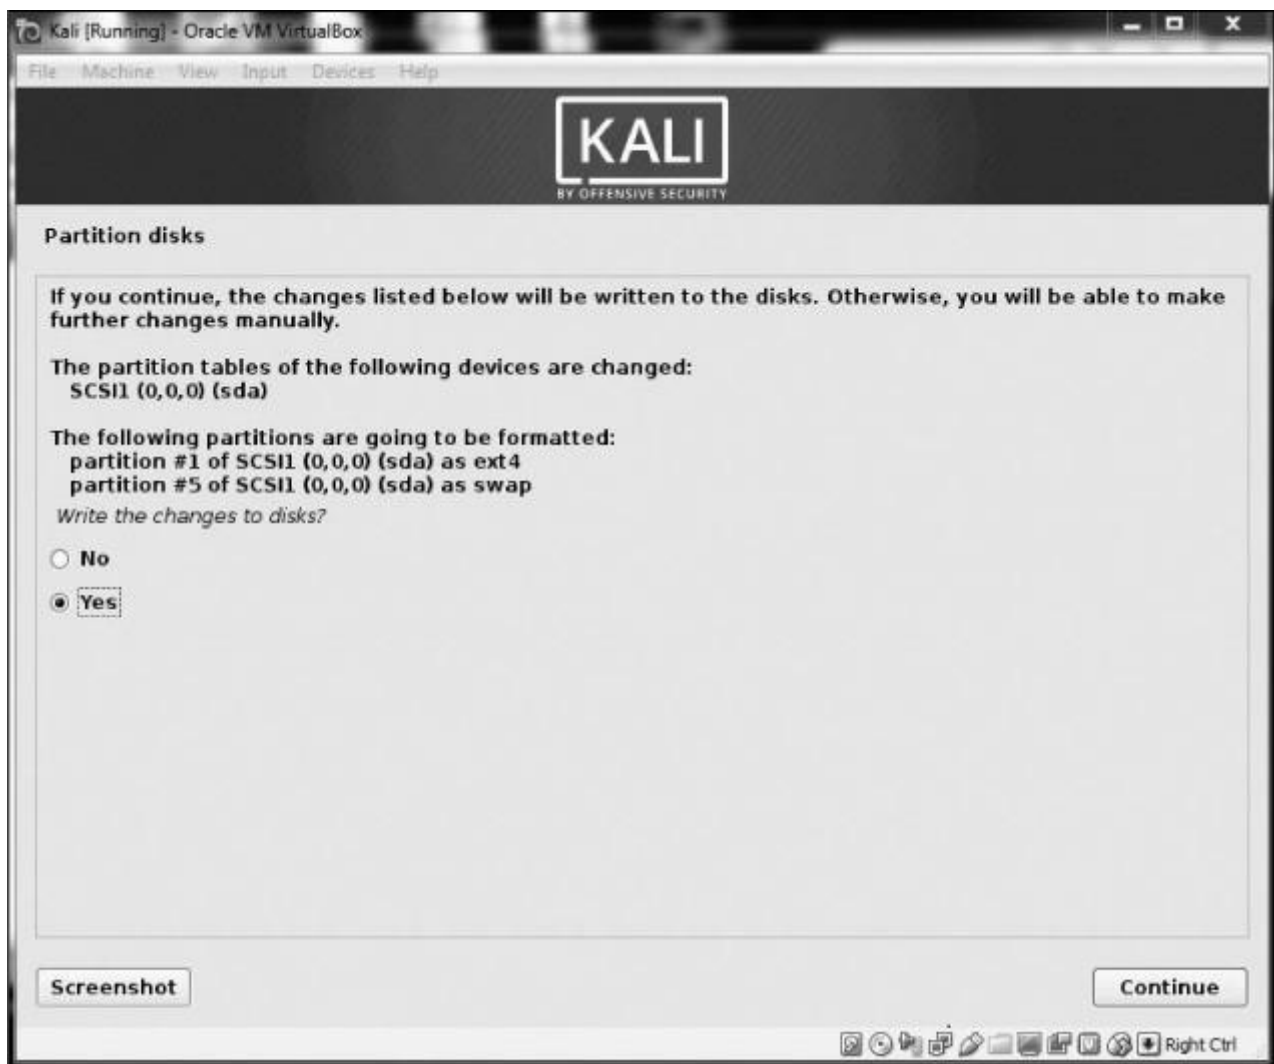 Kali [Running] - Oracle VM VirtualBox
File Machine View Input Devices Help
KALI
BY OFFENSIVE SECURITY
Partition disks
If you continue, the changes listed below will be written to the disks. Otherwise, you will be able to make
further changes manually.
The partition tables of the following devices are changed:
SCSI1 (0,0,0) (sda)
The following partitions are going to be formatted:
partition #1 of SCSI1 (0,0,0) (sda) as ext4
partition #5 of SCSI1 (0,0,0) (sda) as swap
Write the changes to disks?
No
Yes
Screenshot
Continue
Right Ctrl